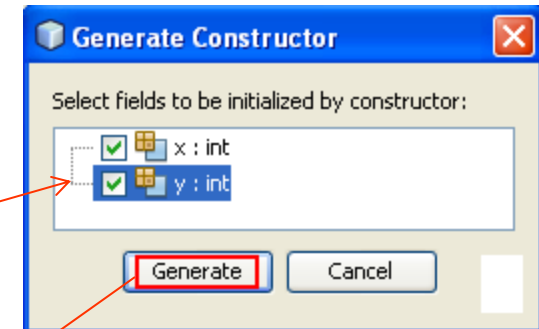 Generate Constructor
Select fields to be initialized by constructor:
x : int
y : int
Generate Cancel